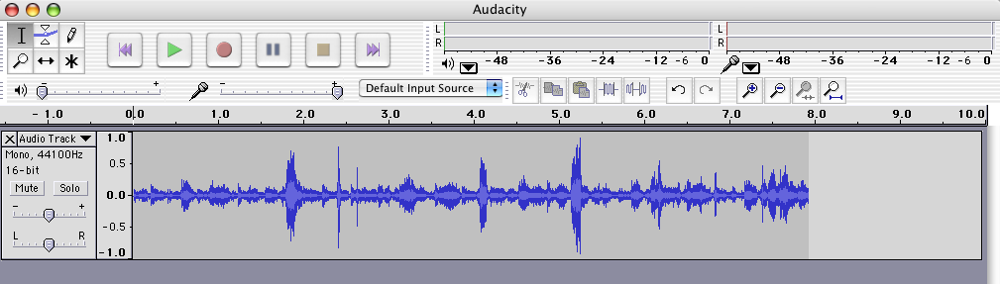 Audacity
L
R
-48 -36 -24 -12 -6 0
L
R
-48 -36 -24 -12 -6 0
- +
- +
Default Input Source
- 1.0 0.0 1.0 2.0 3.0 4.0 5.0 6.0 7.0 8.0 9.0 10.0
X Audio Track
Mono, 44100Hz
16-bit
Mute Solo
- +
L R
1.0
0.5
0.0
-0.5
-1.0